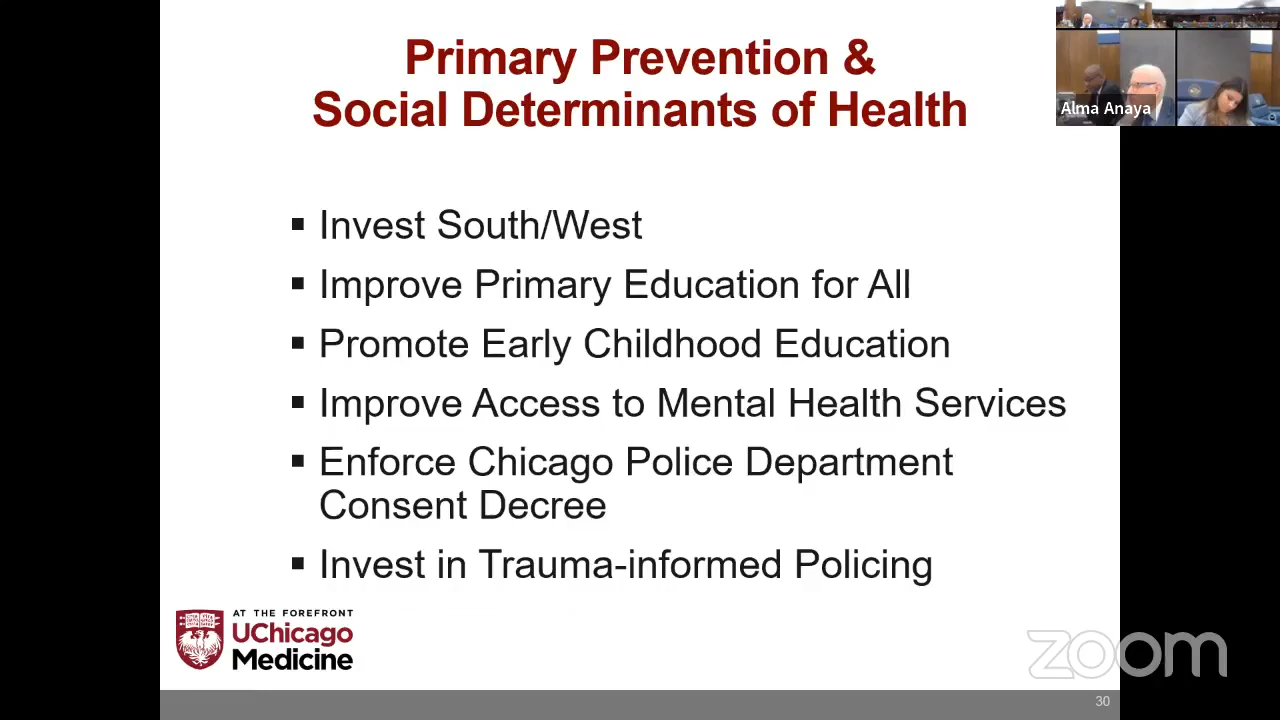 Primary Prevention &
Social Determinants of Health
Alma Anaya
▪ Invest South/West
▪ Improve Primary Education for All
▪ Promote Early Childhood Education
▪ Improve Access to Mental Health Services
▪ Enforce Chicago Police Department
Consent Decree
▪ Invest in Trauma-informed Policing
AT THE FOREFRONT
UChicago
Medicine
zoom
30